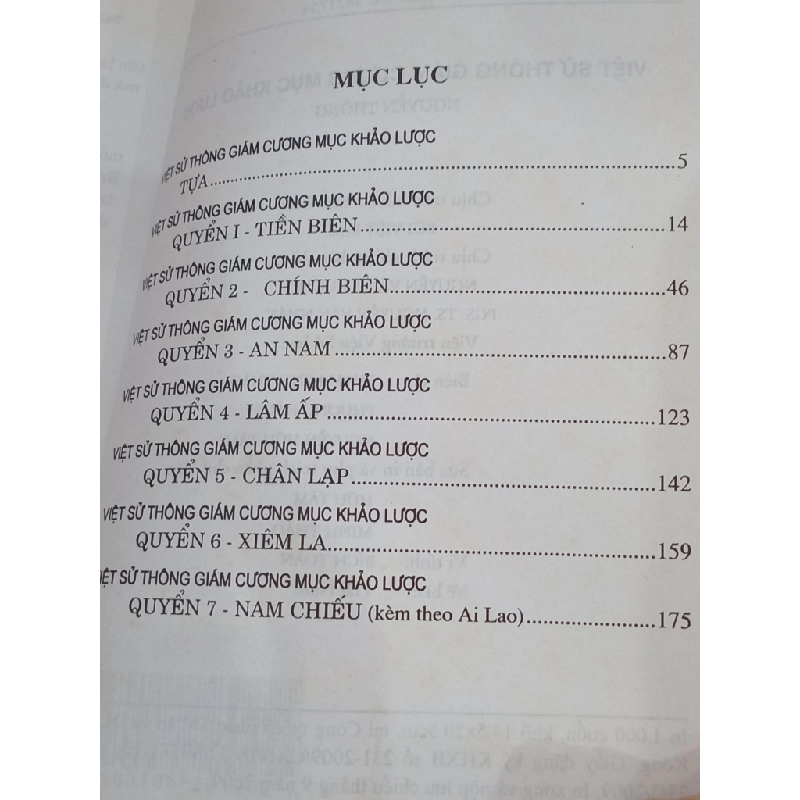 MỤC LỤC
VIỆT SỬ THÔNG GIÁM CƯƠNG MỤC KHẢO LƯỢC
TỰA....................................................................5
VIỆT SỬ THÔNG GIÁM CƯƠNG MỤC KHẢO LƯỢC
QUYỂN I - TIỀN BIÊN..............................................14
VIỆT SỬ THÔNG GIÁM CƯƠNG MỤC KHẢO LƯỢC
QUYỂN 2 - CHÍNH BIÊN..........................................46
VIỆT SỬ THÔNG GIÁM CƯƠNG MỤC KHẢO LƯỢC
QUYỂN 3 - AN NAM..................................................87
VIỆT SỬ THÔNG GIÁM CƯƠNG MỤC KHẢO LƯỢC
QUYỂN 4 - LÂM ẤP..................................................123
VIỆT SỬ THÔNG GIÁM CƯƠNG MỤC KHẢO LƯỢC
QUYỂN 5 - CHÂN LẠP..............................................142
VIỆT SỬ THÔNG GIÁM CƯƠNG MỤC KHẢO LƯỢC
QUYỂN 6 - XIÊM LA..................................................159
VIỆT SỬ THÔNG GIÁM CƯƠNG MỤC KHẢO LƯỢC
QUYỂN 7 - NAM CHIẾU (kèm theo Ai Lao)......................175